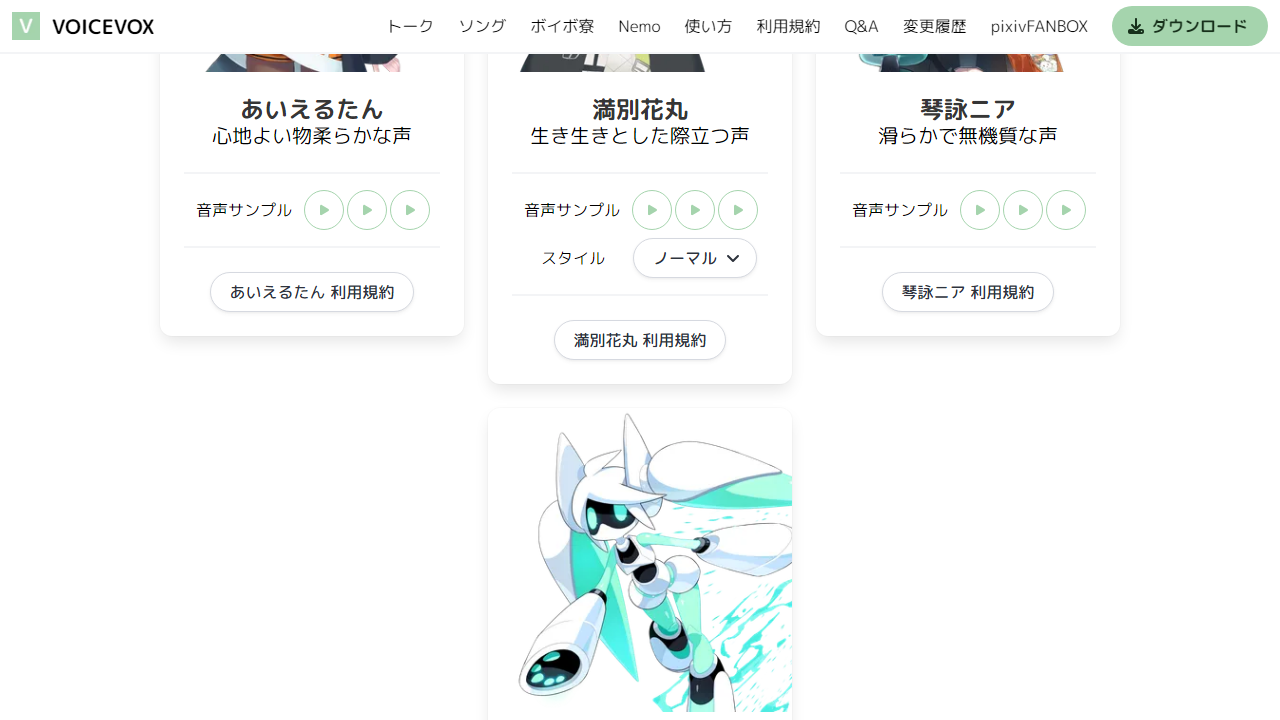 V VOICEVOX トーク ソング ボイボ寮 Nemo 使い方 利用規約 Q&A 変更履歴 pixivFANBOX ダウンロード
あいえるたん
心地よい物柔らかな声
音声サンプル
あいえるたん 利用規約
満別花丸
生き生きとした際立つ声
音声サンプル
スタイル ノーマル
満別花丸 利用規約
琴詠ニア
滑らかで無機質な声
音声サンプル
琴詠ニア 利用規約